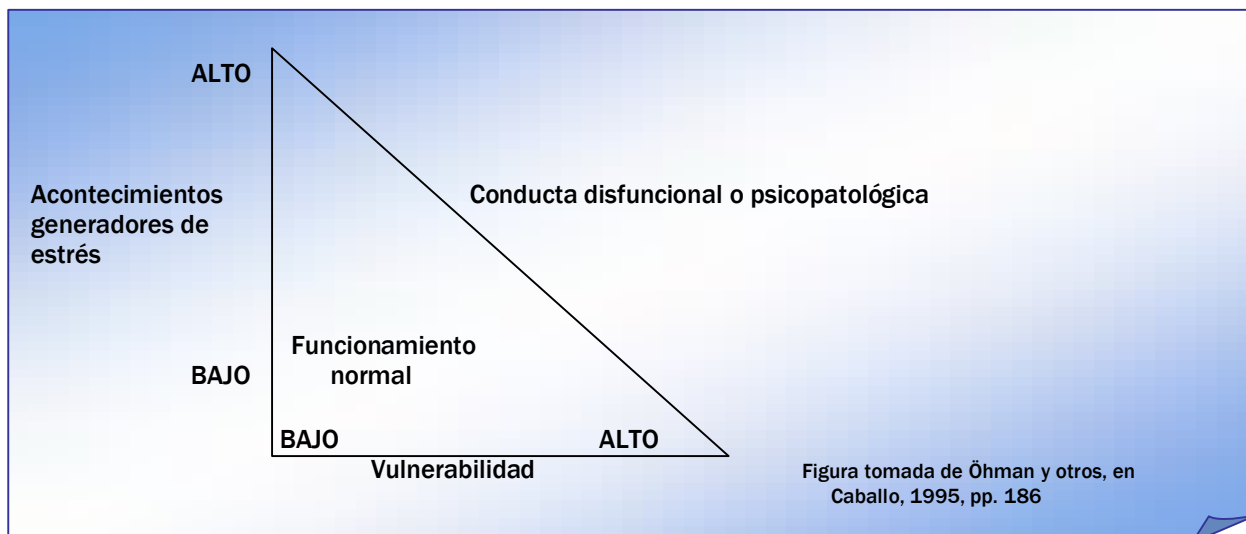 ALTO
Acontecimientos
generadores de
estrés
Conducta disfuncional o psicopatológica
Funcionamiento
normal
BAJO
BAJO
ALTO
Vulnerabilidad
Figura tomada de Öhman y otros, en
Caballo, 1995, pp. 186